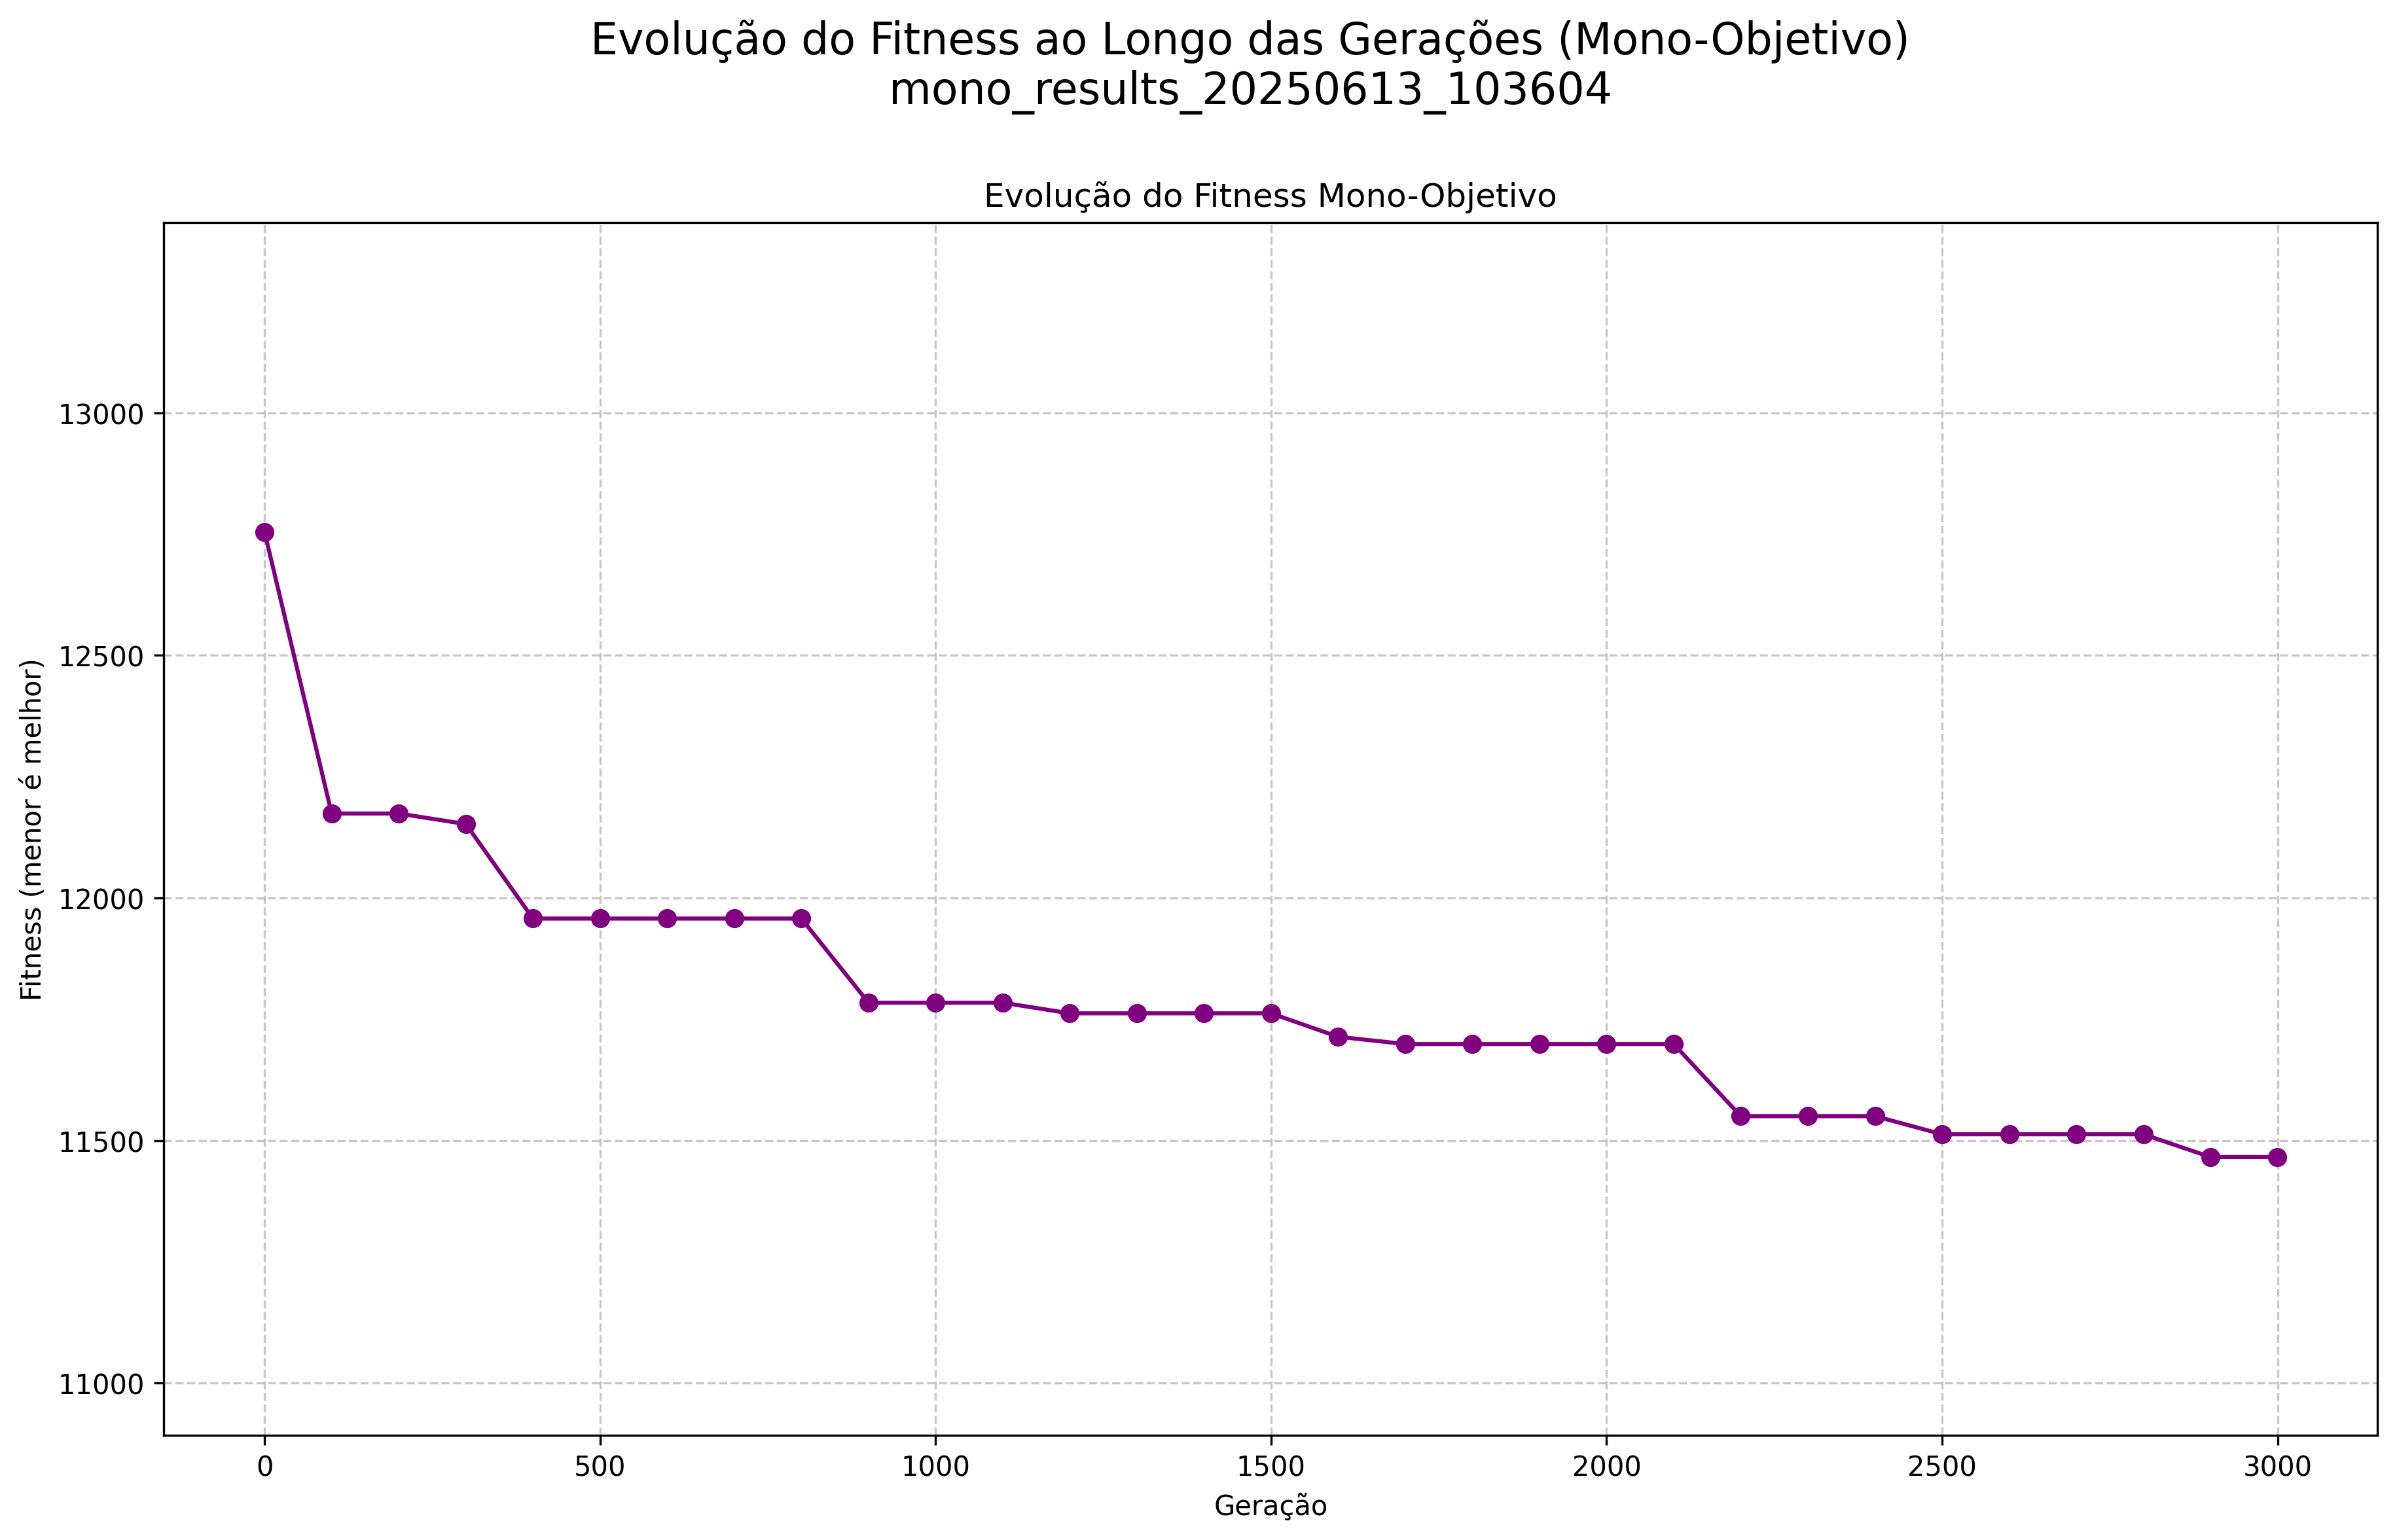 Evolução do Fitness ao Longo das Gerações (Mono-Objetivo)
mono_results_20250613_103604
Evolução do Fitness Mono-Objetivo
Fitness (menor é melhor)
13000
12500
12000
11500
11000
0 500 1000 1500 2000 2500 3000
Geração